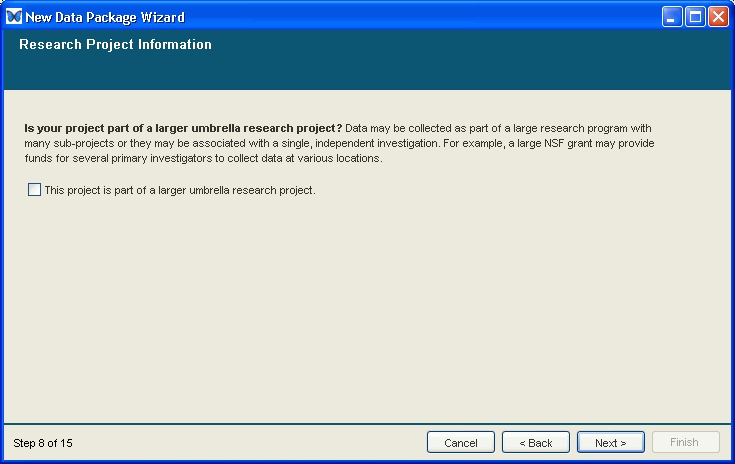 New Data Package Wizard
Research Project Information
Is your project part of a larger umbrella research project? Data may be collected as part of a large research program with
many sub-projects or they may be associated with a single, independent investigation. For example, a large NSF grant may provide
funds for several primary investigators to collect data at various locations.
This project is part of a larger umbrella research project.
Step 8 of 15
Cancel
< Back
Next >
Finish